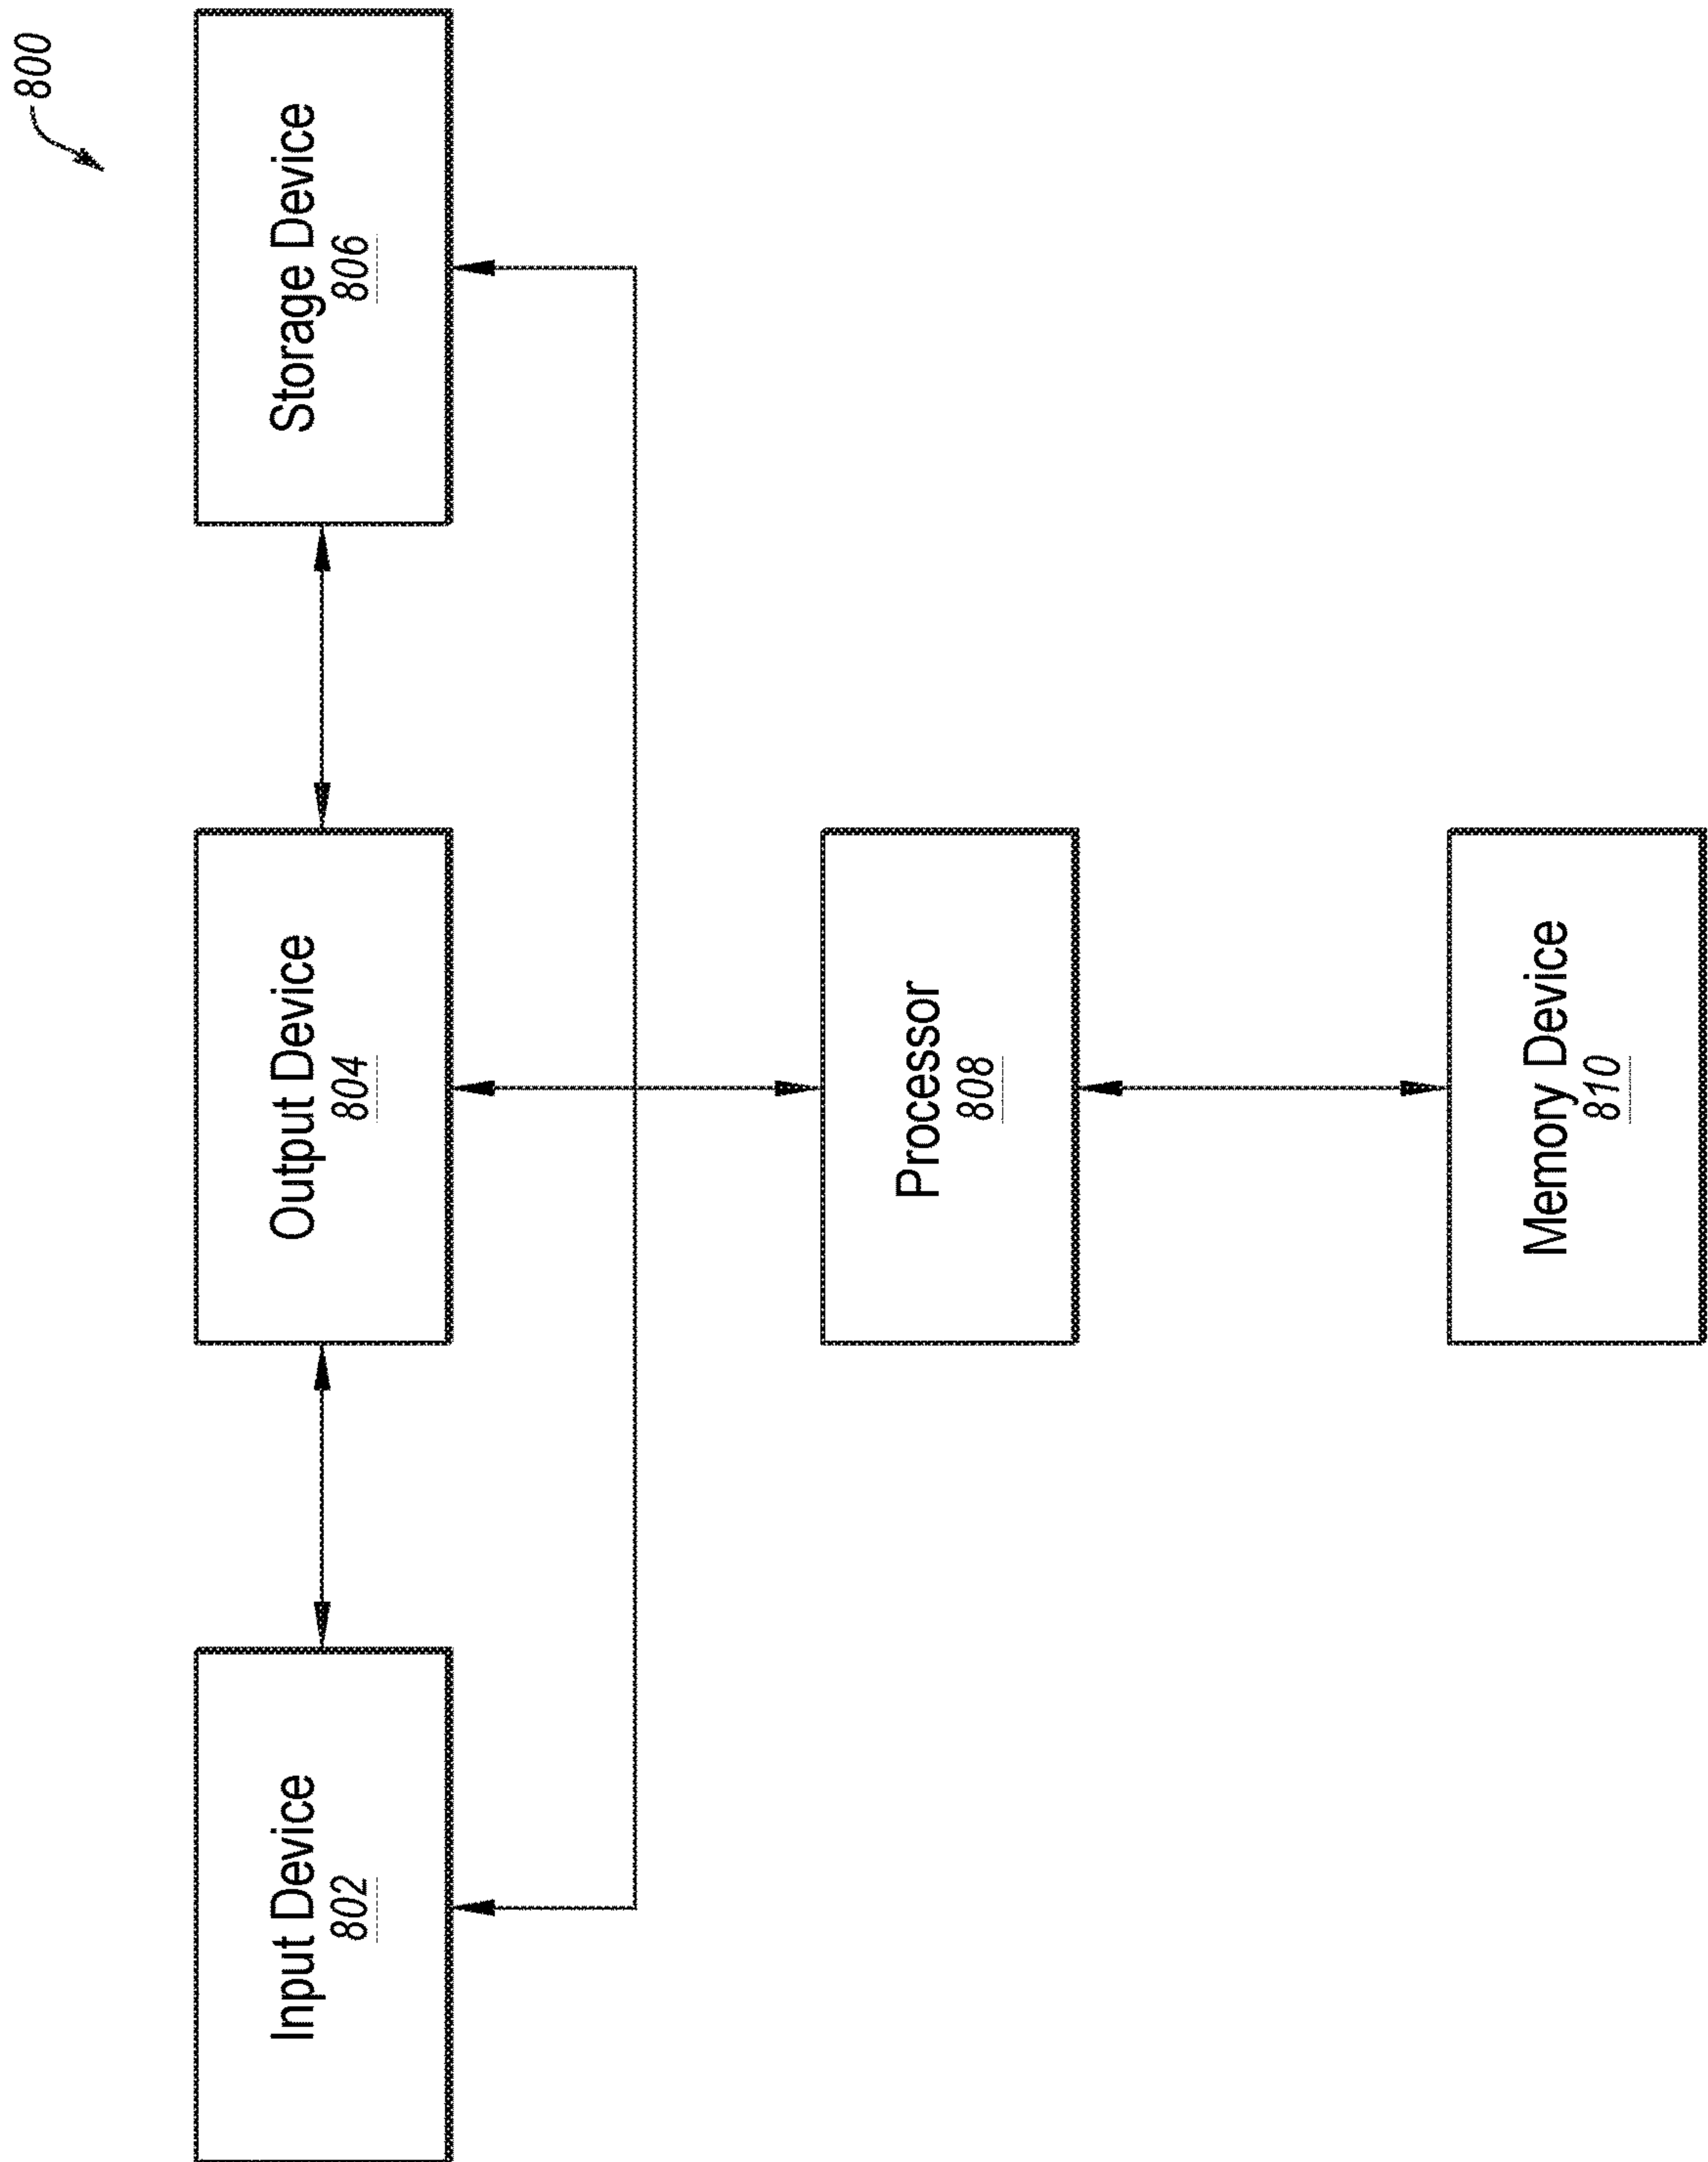 800
Input Device
802
Output Device
804
Storage Device
806
Processor
808
Memory Device
810